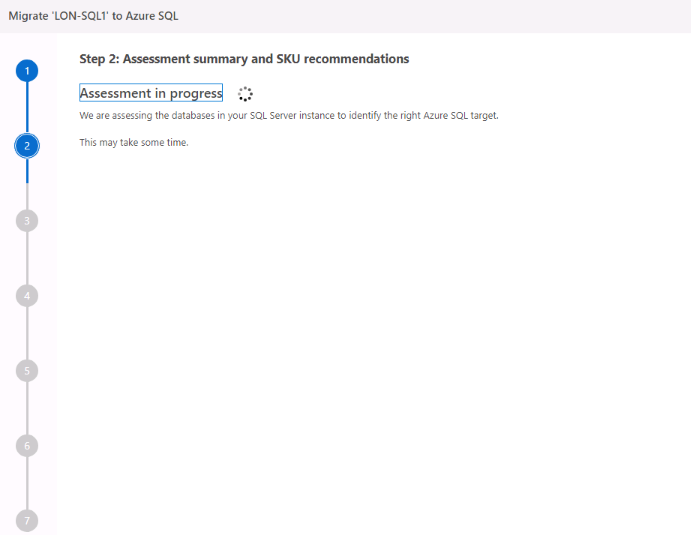 Migrate 'LON-SQL1' to Azure SQL
Step 2: Assessment summary and SKU recommendations
1
Assessment in progress
We are assessing the databases in your SQL Server instance to identify the right Azure SQL target.
This may take some time.
2
3
4
5
6
7